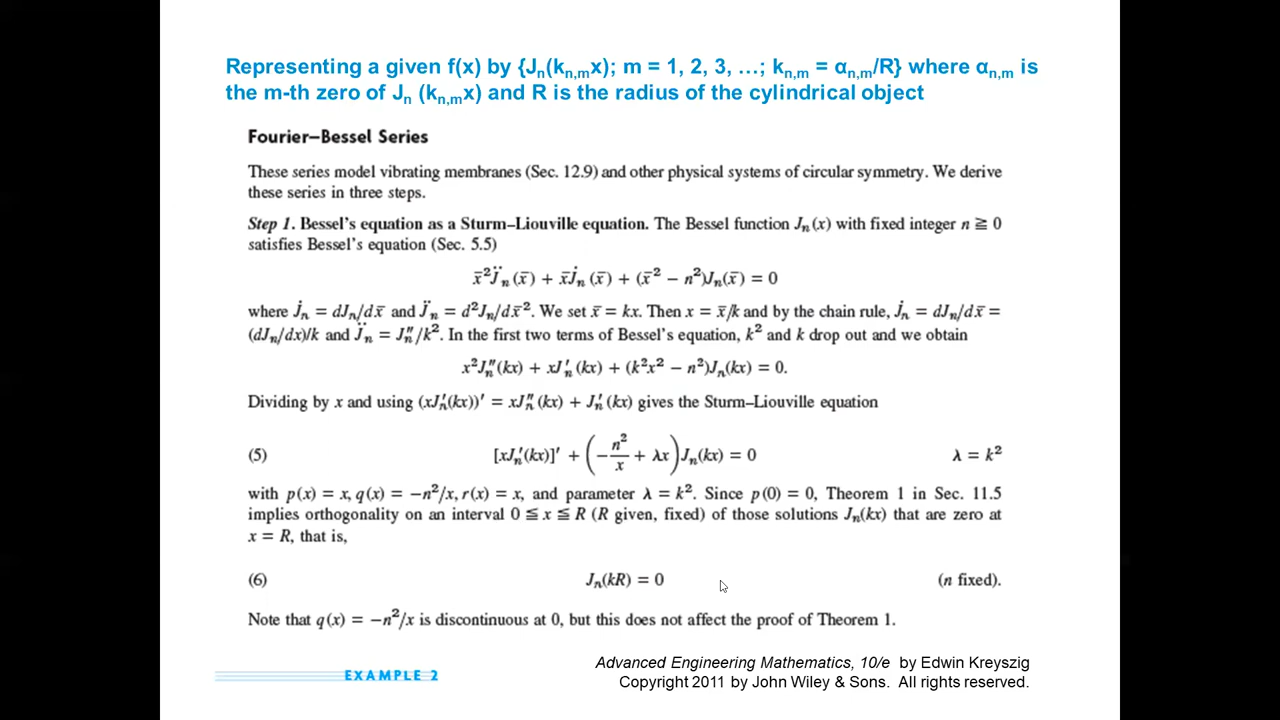 Representing a given f(x) by {Jₙ(kₙ,ₘx); m = 1, 2, 3, …; kₙ,ₘ = αₙ,ₘ/R} where αₙ,ₘ is
the m-th zero of Jₙ (kₙ,ₘx) and R is the radius of the cylindrical object
Fourier–Bessel Series
These series model vibrating membranes (Sec. 12.9) and other physical systems of circular symmetry. We derive
these series in three steps.
Step 1. Bessel's equation as a Sturm–Liouville equation. The Bessel function Jₙ(x) with fixed integer n ≧ 0
satisfies Bessel's equation (Sec. 5.5)
x̄²J̈ₙ(x̄) + x̄J̇ₙ(x̄) + (x̄² − n²)Jₙ(x̄) = 0
where J̇ₙ = dJₙ/dx̄ and J̈ₙ = d²Jₙ/dx̄². We set x̄ = kx. Then x = x̄/k and by the chain rule, J̇ₙ = dJₙ/dx̄ =
(dJₙ/dx)/k and J̈ₙ = Jₙ″/k². In the first two terms of Bessel's equation, k² and k drop out and we obtain
x²Jₙ″(kx) + xJₙ′(kx) + (k²x² − n²)Jₙ(kx) = 0.
Dividing by x and using (xJₙ′(kx))′ = xJₙ″(kx) + Jₙ′(kx) gives the Sturm–Liouville equation
(5) [xJₙ′(kx)]′ + (−n²/x + λx)Jₙ(kx) = 0 λ = k²
with p(x) = x, q(x) = −n²/x, r(x) = x, and parameter λ = k². Since p(0) = 0, Theorem 1 in Sec. 11.5
implies orthogonality on an interval 0 ≦ x ≦ R (R given, fixed) of those solutions Jₙ(kx) that are zero at
x = R, that is,
(6) Jₙ(kR) = 0 (n fixed).
Note that q(x) = −n²/x is discontinuous at 0, but this does not affect the proof of Theorem 1.
EXAMPLE 2
Advanced Engineering Mathematics, 10/e by Edwin Kreyszig
Copyright 2011 by John Wiley & Sons. All rights reserved.